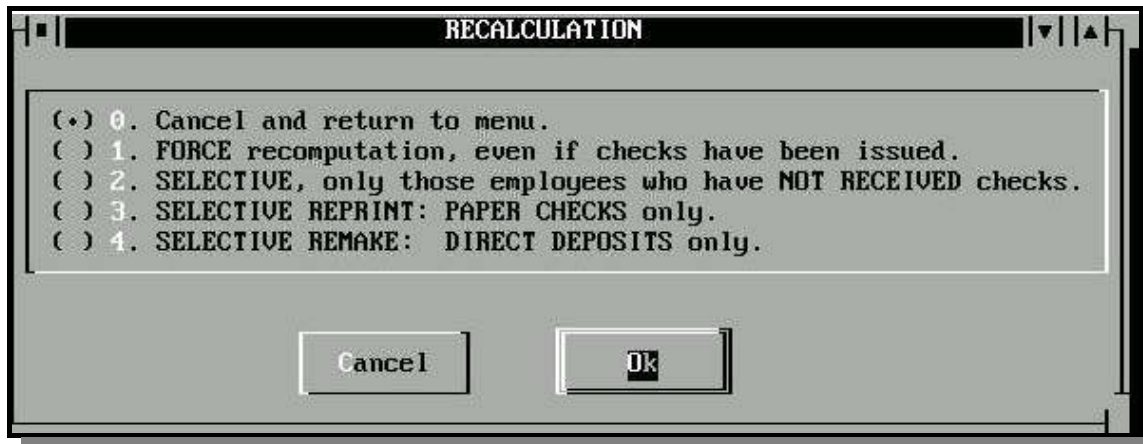 RECALCULATION
(•) 0. Cancel and return to menu.
( ) 1. FORCE recomputation, even if checks have been issued.
( ) 2. SELECTIVE, only those employees who have NOT RECEIVED checks.
( ) 3. SELECTIVE REPRINT: PAPER CHECKS only.
( ) 4. SELECTIVE REMAKE:  DIRECT DEPOSITS only.
Cancel Ok